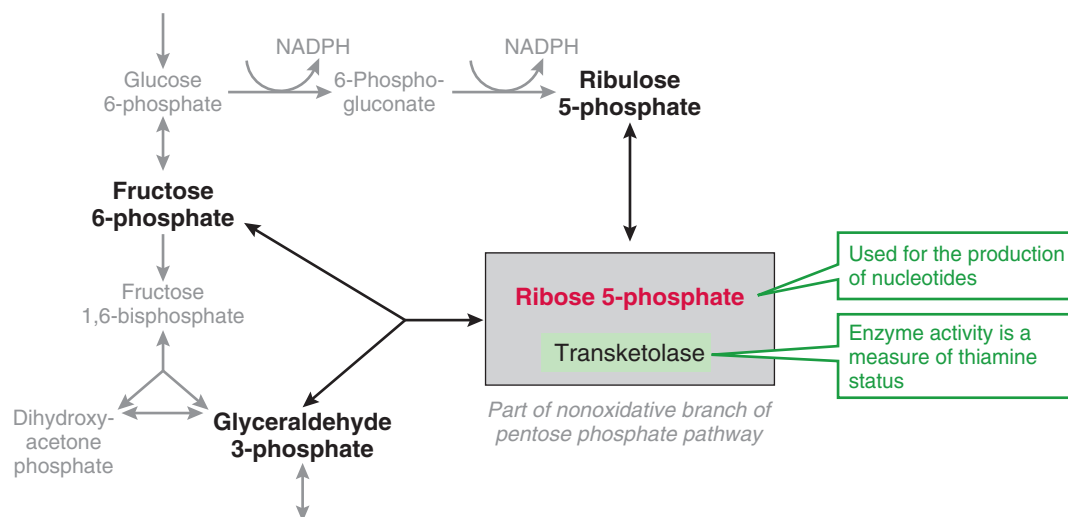 NADPH
NADPH
Glucose
6-phosphate
6-Phospho-
gluconate
Ribulose
5-phosphate
Fructose
6-phosphate
Used for the production
of nucleotides
Ribose 5-phosphate
Fructose
1,6-bisphosphate
Enzyme activity is a
measure of thiamine
status
Transketolase
Part of nonoxidative branch of
pentose phosphate pathway
Dihydroxy-
acetone
phosphate
Glyceraldehyde
3-phosphate